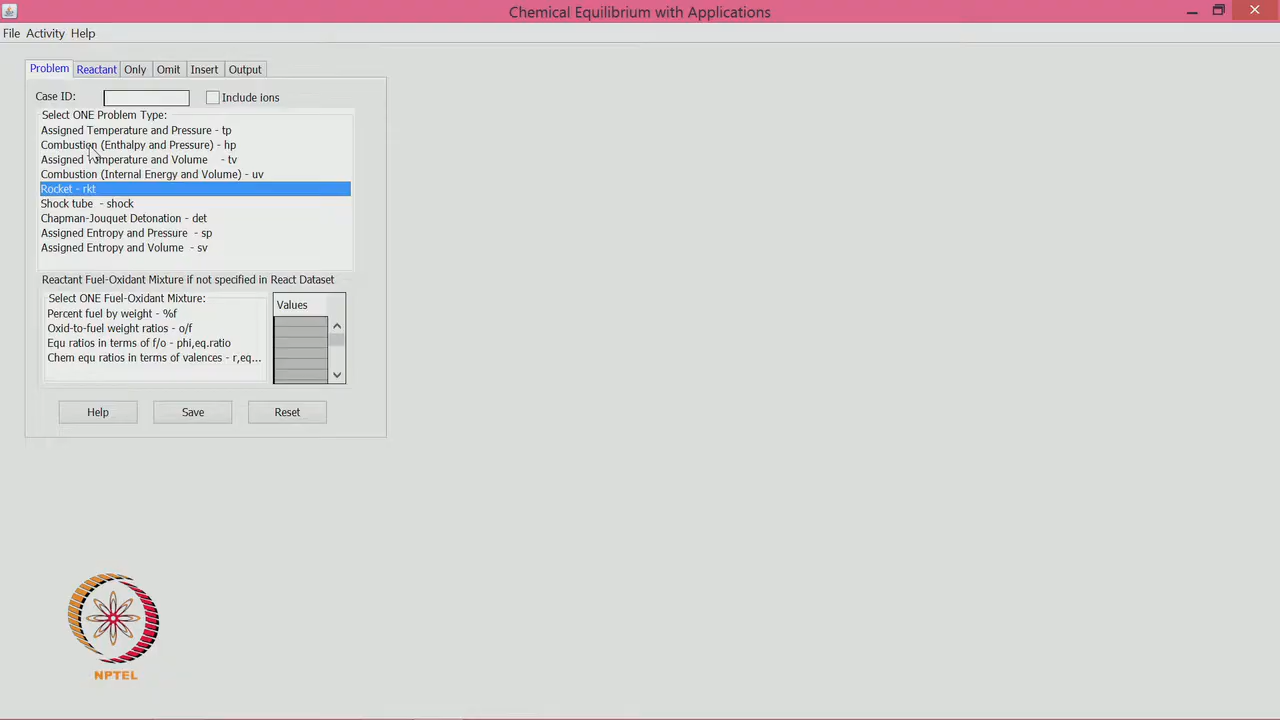 Chemical Equilibrium with Applications
File Activity Help
Problem Reactant Only Omit Insert Output
Case ID: Include ions
Select ONE Problem Type:
Assigned Temperature and Pressure - tp
Combustion (Enthalpy and Pressure) - hp
Assigned Temperature and Volume - tv
Combustion (Internal Energy and Volume) - uv
Rocket - rkt
Shock tube - shock
Chapman-Jouquet Detonation - det
Assigned Entropy and Pressure - sp
Assigned Entropy and Volume - sv
Reactant Fuel-Oxidant Mixture if not specified in React Dataset
Select ONE Fuel-Oxidant Mixture:
Values
Percent fuel by weight - %f
Oxid-to-fuel weight ratios - o/f
Equ ratios in terms of f/o - phi,eq.ratio
Chem equ ratios in terms of valences - r,eq...
Help Save Reset
NPTEL